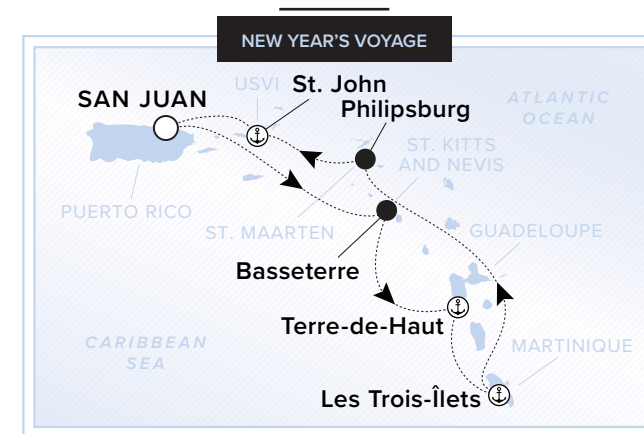 NEW YEAR’S VOYAGE
USVI
St. John
SAN JUAN
Philipsburg
ATLANTIC
OCEAN
ST. KITTS
AND NEVIS
PUERTO RICO
ST. MAARTEN
GUADELOUPE
Basseterre
Terre-de-Haut
CARIBBEAN
SEA
MARTINIQUE
Les Trois-Îlets